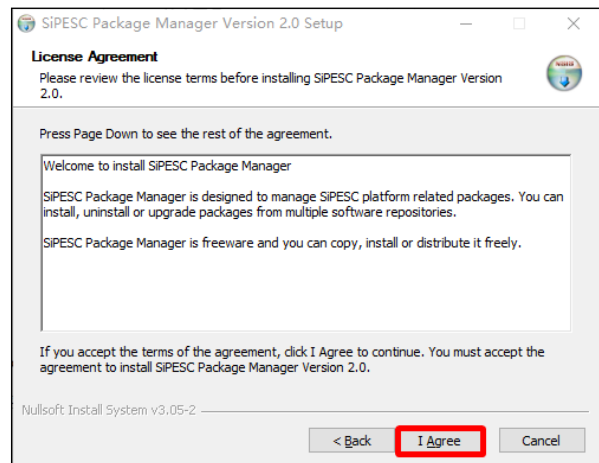 SiPESC Package Manager Version 2.0 Setup
License Agreement
Please review the license terms before installing SiPESC Package Manager Version
2.0.
Press Page Down to see the rest of the agreement.
Welcome to install SiPESC Package Manager
SiPESC Package Manager is designed to manage SiPESC platform related packages. You can
install, uninstall or upgrade packages from multiple software repositories.
SiPESC Package Manager is freeware and you can copy, install or distribute it freely.
If you accept the terms of the agreement, click I Agree to continue. You must accept the
agreement to install SiPESC Package Manager Version 2.0.
Nullsoft Install System v3.05-2
< Back I Agree Cancel